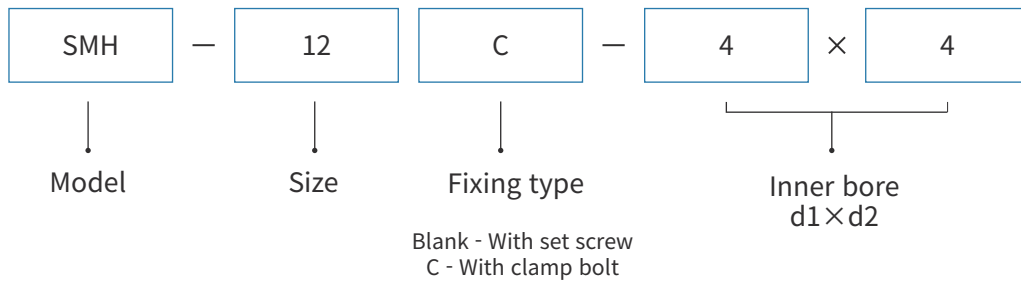 SMH — 12 C — 4 × 4
Model Size Fixing type Inner bore
d1×d2
Blank - With set screw
C - With clamp bolt